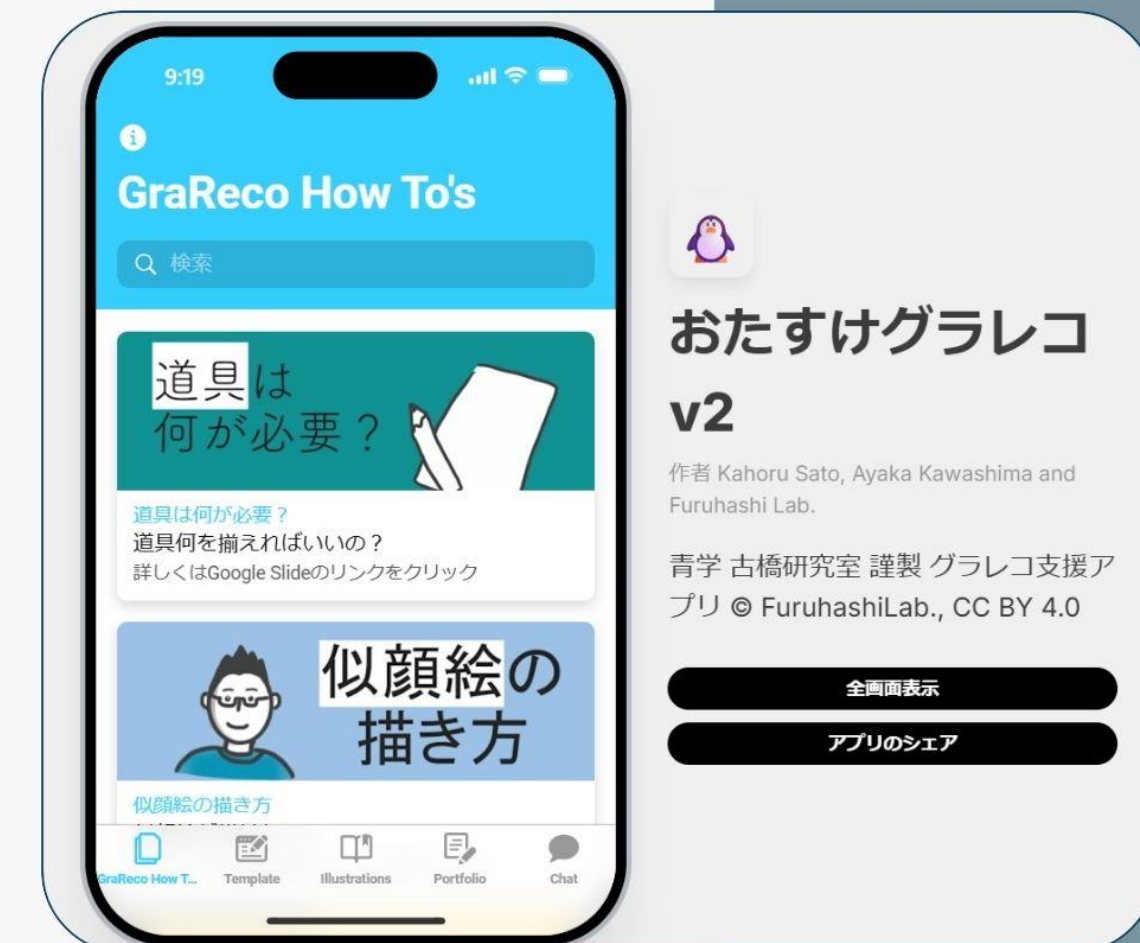 9:19
GraReco How To's
検索
道具は
何が必要？
道具は何が必要？
道具何を揃えればいいの？
詳しくはGoogle Slideのリンクをクリック
似顔絵の
描き方
似顔絵の描き方
GraReco How T...
Template
Illustrations
Portfolio
Chat
おたすけグラレコ
v2
作者 Kahoru Sato, Ayaka Kawashima and
Furuhashi Lab.
青学 古橋研究室 謹製 グラレコ支援ア
プリ © FuruhashiLab., CC BY 4.0
全画面表示
アプリのシェア